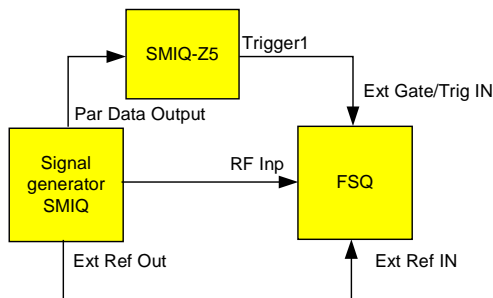 SMIQ-Z5
Trigger1
Ext Gate/Trig IN
Par Data Output
Signal
generator
SMIQ
RF Inp
FSQ
Ext Ref Out
Ext Ref IN